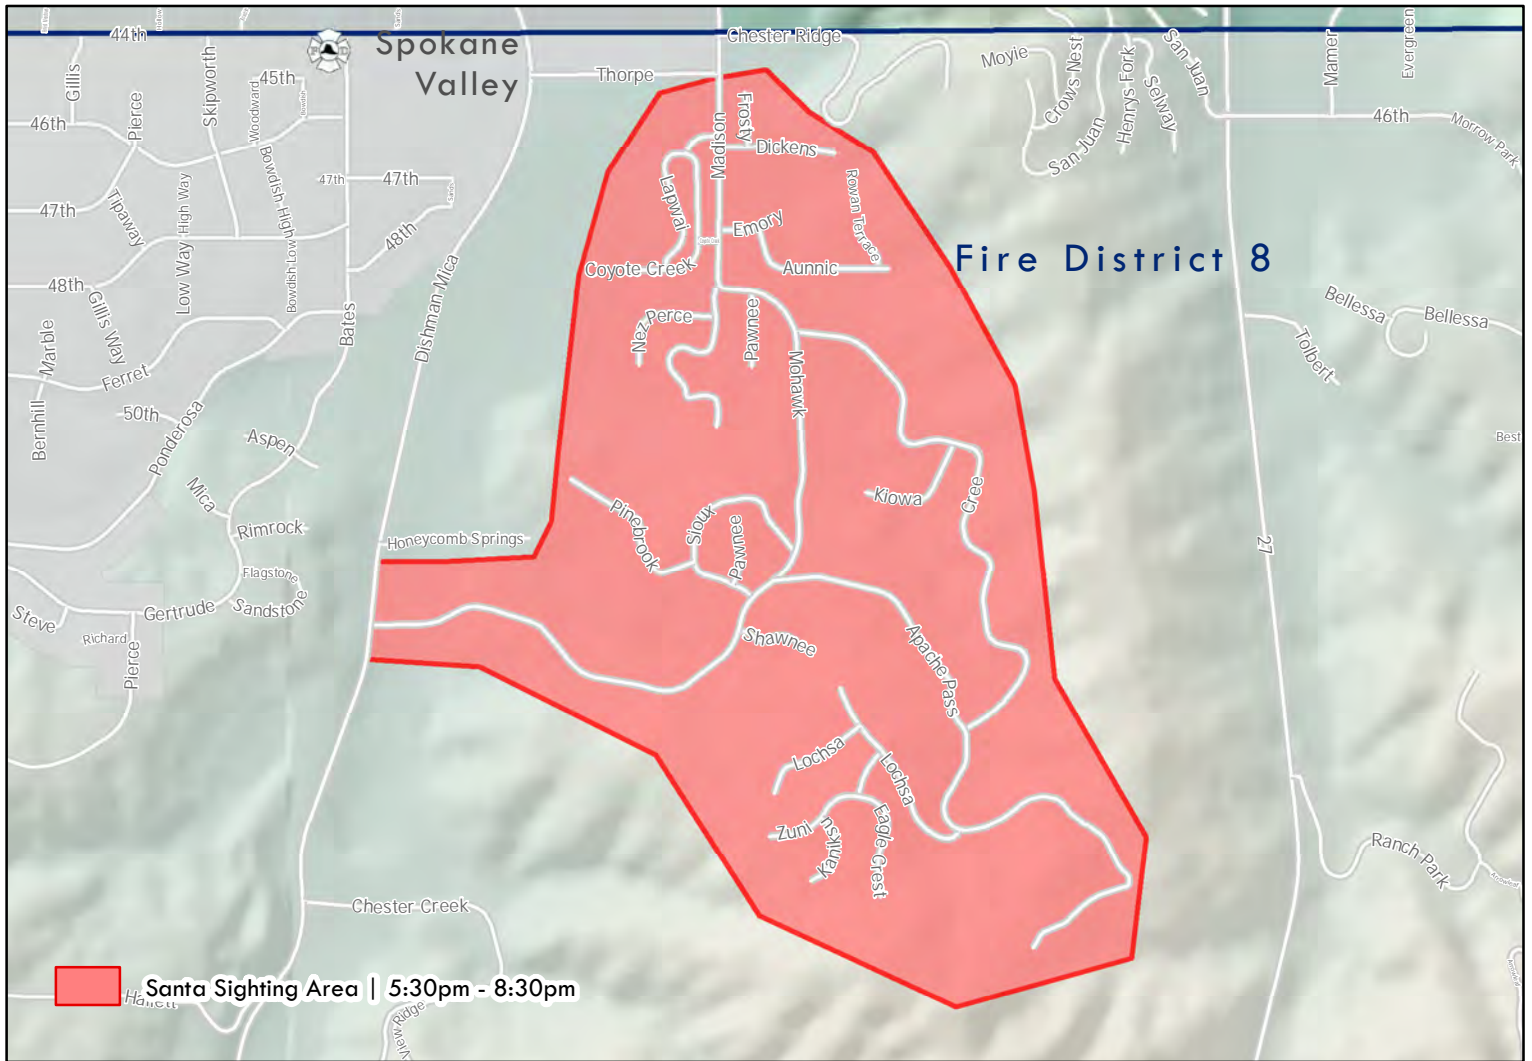 44th
Spokane
Valley
Chester Ridge
Thorpe
Moyie
Crows Nest
Henrys Fork
San Juan
Selway
San Juan
Mamer
Evergreen
46th
Morrow Park
Gillis
Pierce
Skipworth
45th
Woodward
46th
Bowdish High
47th
47th
Sands
Tipaway
47th
Low Way
High Way
Bowdish Low
48th
48th
Gillis Way
Marble
Bernhill
Ferret
50th
Ponderosa
Aspen
Bates
Dishman Mica
Mica
Rimrock
Honeycomb Springs
Flagstone
Sandstone
Gertrude
Steve
Richard
Pierce
Madison
Frosty
Dickens
Lapwai
Rowan Terrace
Emory
Coyote Creek
Aunnic
Fire District 8
Nez Perce
Pawnee
Mohawk
Kiowa
Cree
Pinebrook
Sioux
Pawnee
Shawnee
Apache Pass
Lochsa
Lochsa
Zuni
Kaniksu
Eagle Crest
Bellessa
Bellessa
Tolbert
Best
27
Ranch Park
Chester Creek
Hallett
View Ridge
Santa Sighting Area | 5:30pm - 8:30pm